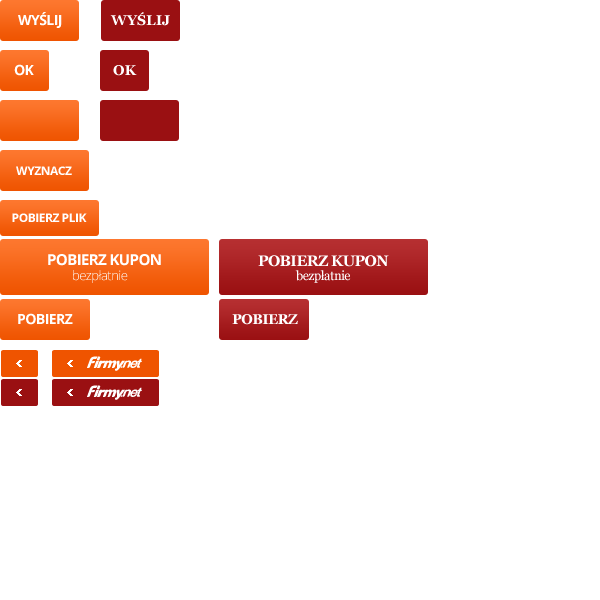 WYŚLIJ WYŚLIJ
OK OK
WYZNACZ
POBIERZ PLIK
POBIERZ KUPON POBIERZ KUPON
bezpłatnie bezpłatnie
POBIERZ POBIERZ
< < Firmynet
< < Firmynet